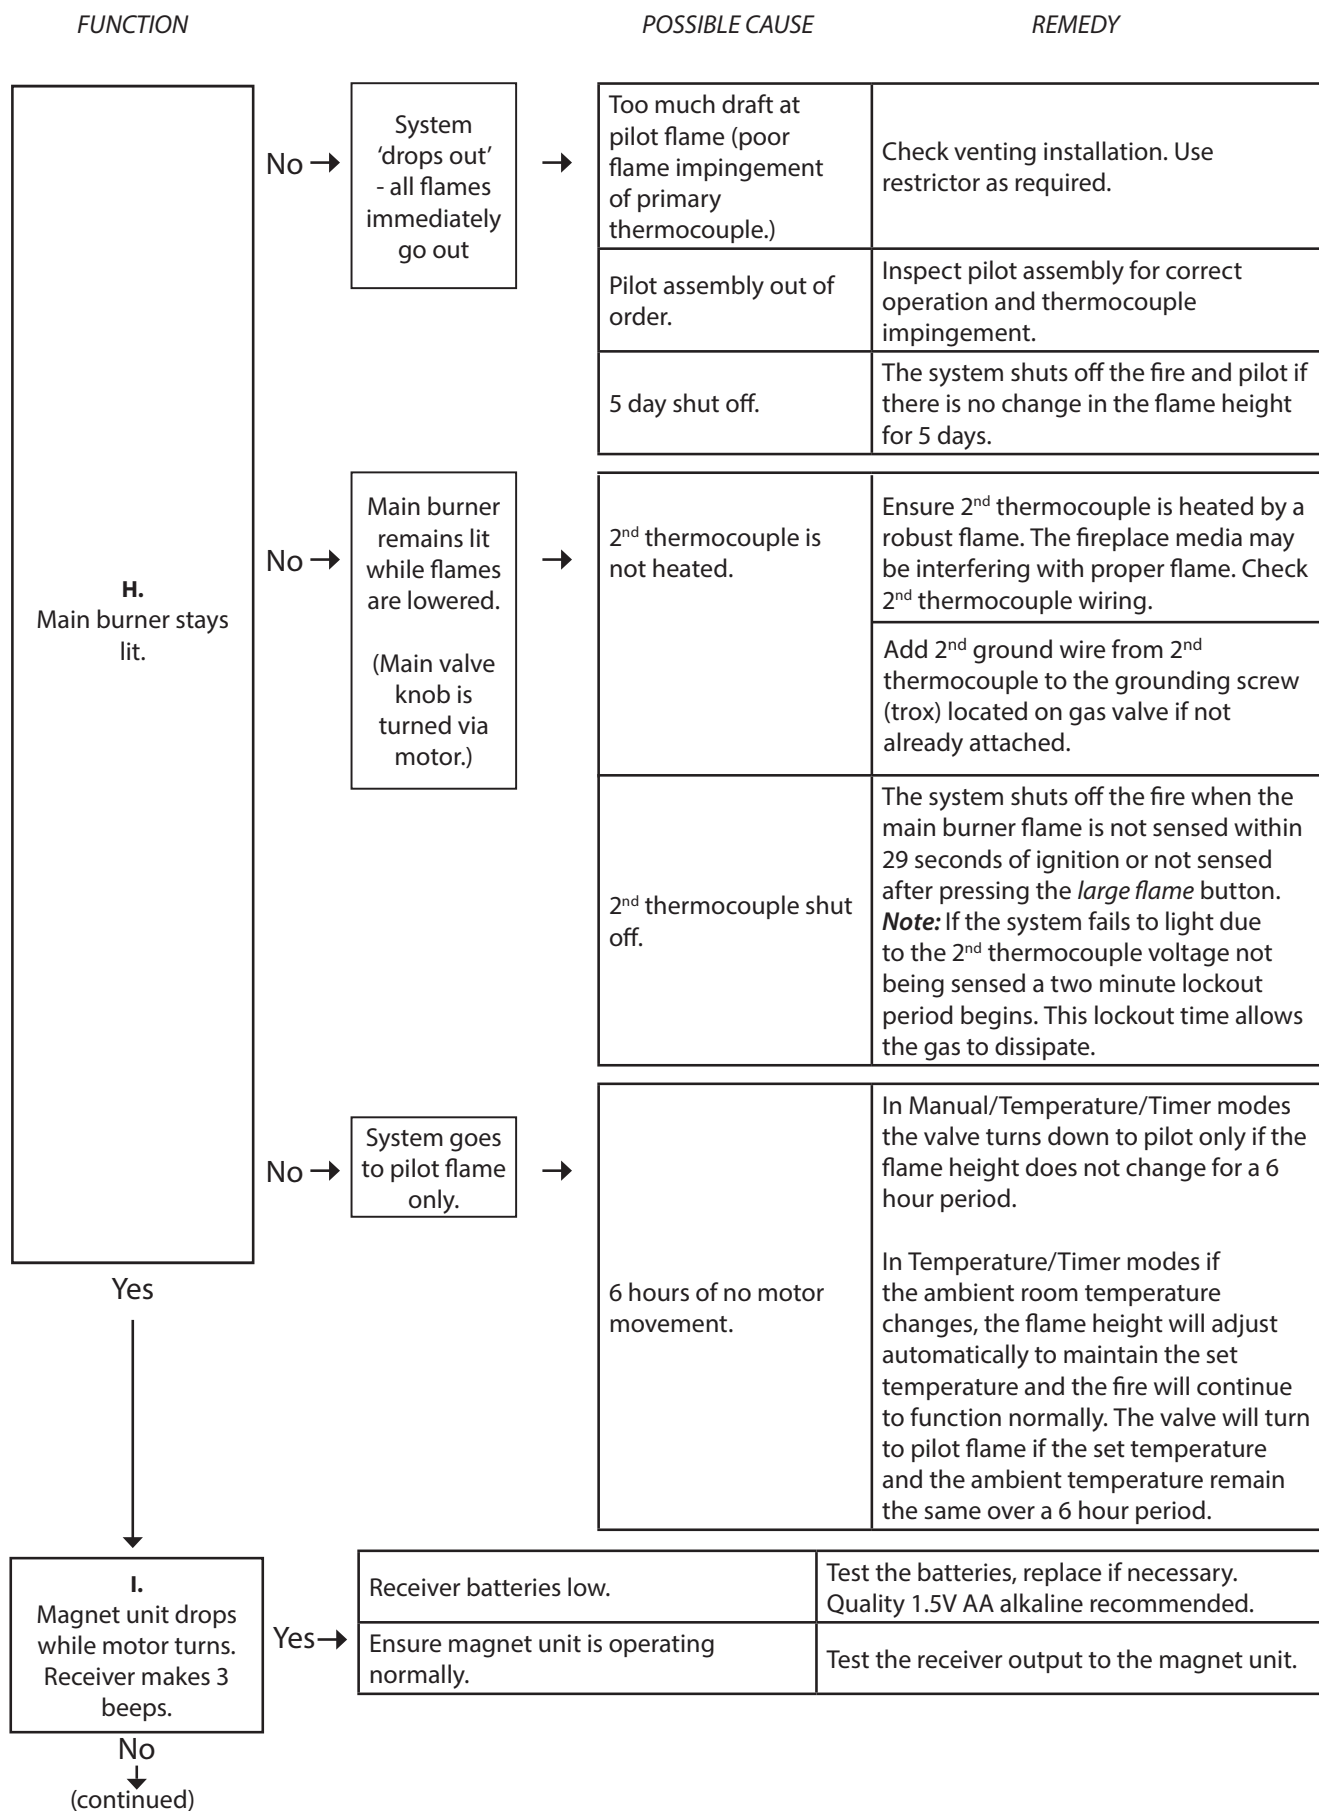 FUNCTION
POSSIBLE CAUSE
REMEDY
H.
Main burner stays
lit.
No
System
‘drops out’
- all flames
immediately
go out
Too much draft at
pilot flame (poor
flame impingement
of primary
thermocouple.)
Check venting installation. Use
restrictor as required.
Pilot assembly out of
order.
Inspect pilot assembly for correct
operation and thermocouple
impingement.
5 day shut off.
The system shuts off the fire and pilot if
there is no change in the flame height
for 5 days.
No
Main burner
remains lit
while flames
are lowered.
(Main valve
knob is
turned via
motor.)
2nd thermocouple is
not heated.
Ensure 2nd thermocouple is heated by a
robust flame. The fireplace media may
be interfering with proper flame. Check
2nd thermocouple wiring.
Add 2nd ground wire from 2nd
thermocouple to the grounding screw
(trox) located on gas valve if not
already attached.
2nd thermocouple shut
off.
The system shuts off the fire when the
main burner flame is not sensed within
29 seconds of ignition or not sensed
after pressing the large flame button.
Note: If the system fails to light due
to the 2nd thermocouple voltage not
being sensed a two minute lockout
period begins. This lockout time allows
the gas to dissipate.
No
System goes
to pilot flame
only.
6 hours of no motor
movement.
In Manual/Temperature/Timer modes
the valve turns down to pilot only if the
flame height does not change for a 6
hour period.
In Temperature/Timer modes if
the ambient room temperature
changes, the flame height will adjust
automatically to maintain the set
temperature and the fire will continue
to function normally. The valve will turn
to pilot flame if the set temperature
and the ambient temperature remain
the same over a 6 hour period.
Yes
I.
Magnet unit drops
while motor turns.
Receiver makes 3
beeps.
Yes
Receiver batteries low.
Test the batteries, replace if necessary.
Quality 1.5V AA alkaline recommended.
Ensure magnet unit is operating
normally.
Test the receiver output to the magnet unit.
No
(continued)